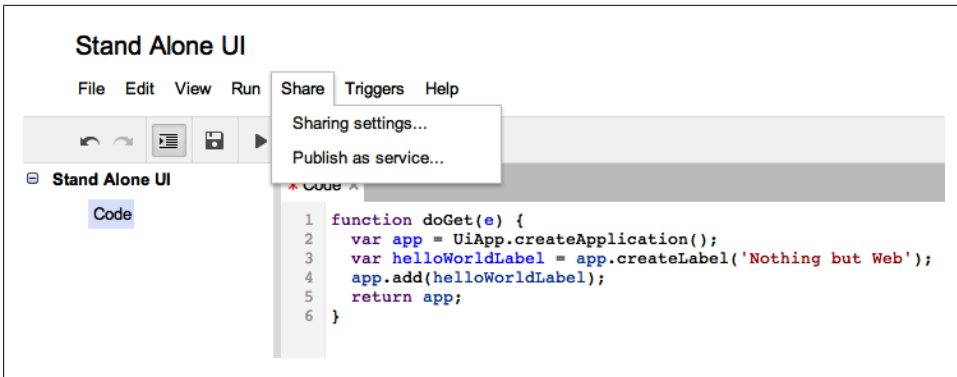 Stand Alone UI
File Edit View Run Share Triggers Help
Sharing settings...
Publish as service...
Stand Alone UI
Code
Code
1 function doGet(e) {
2 var app = UiApp.createApplication();
3 var helloWorldLabel = app.createLabel('Nothing but Web');
4 app.add(helloWorldLabel);
5 return app;
6 }